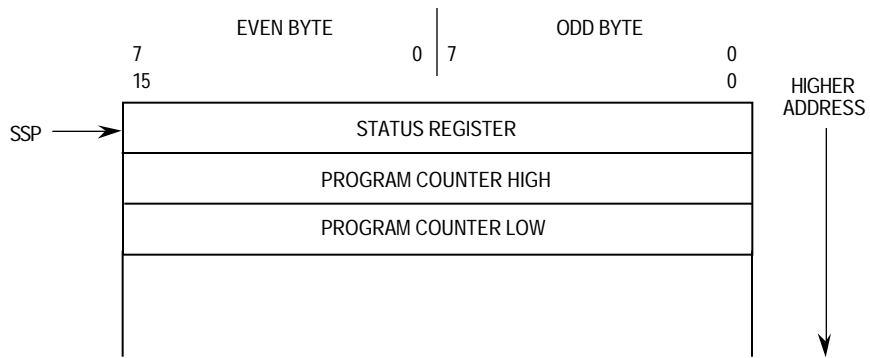 EVEN BYTE ODD BYTE
7 0 7 0
15 0
HIGHER
ADDRESS
SSP
STATUS REGISTER
PROGRAM COUNTER HIGH
PROGRAM COUNTER LOW